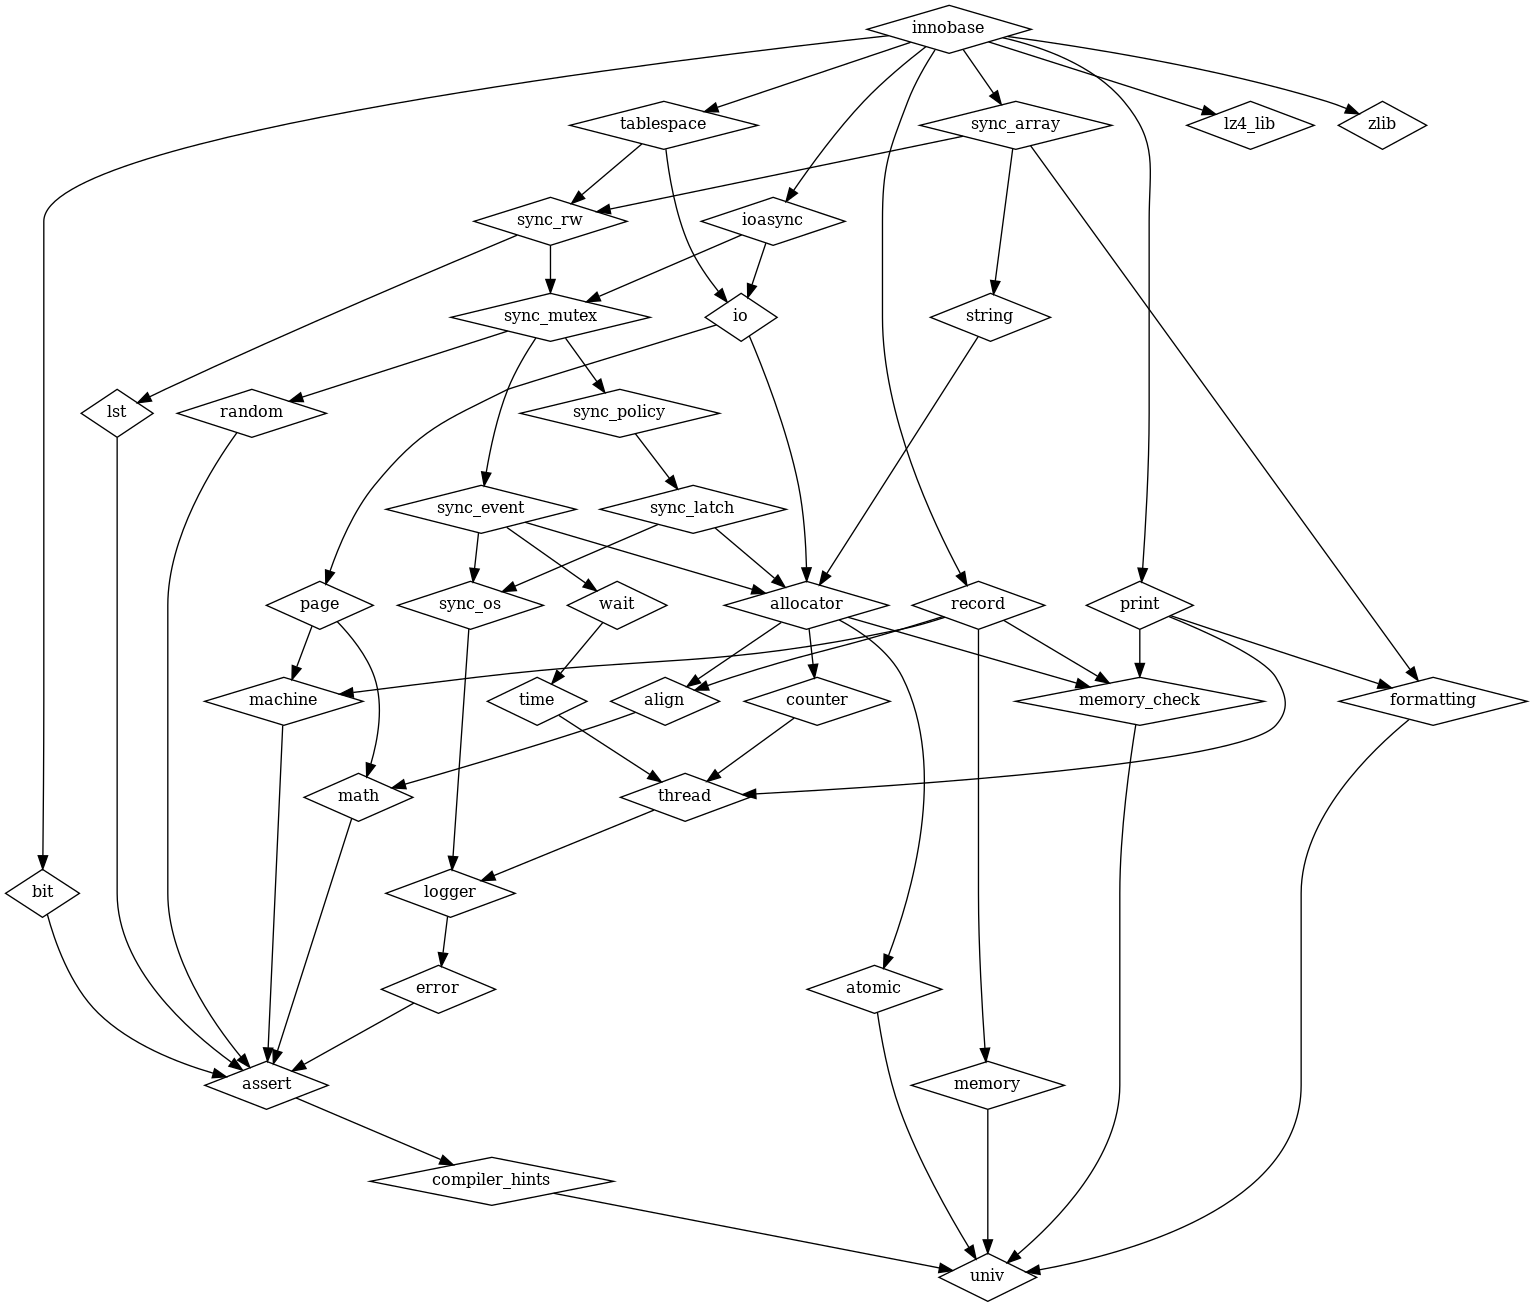 innobase
tablespace
sync_array
lz4_lib
zlib
sync_rw
ioasync
sync_mutex
io
string
lst
random
sync_policy
sync_event
sync_latch
page
sync_os
wait
allocator
record
print
machine
time
align
counter
memory_check
formatting
math
thread
bit
logger
error
atomic
assert
memory
compiler_hints
univ